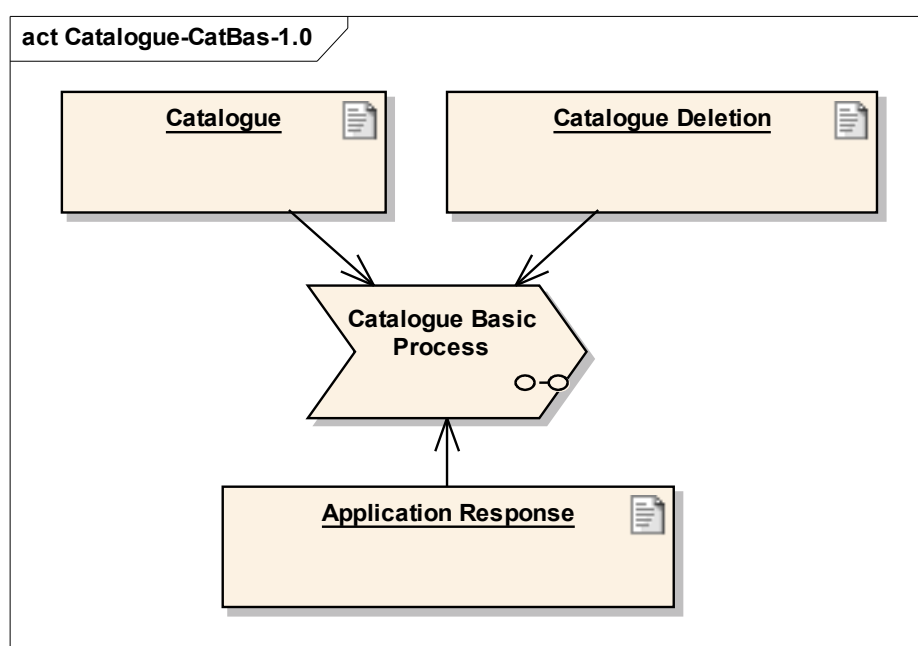 act Catalogue-CatBas-1.0
Catalogue
Catalogue Deletion
Catalogue Basic
Process
Application Response